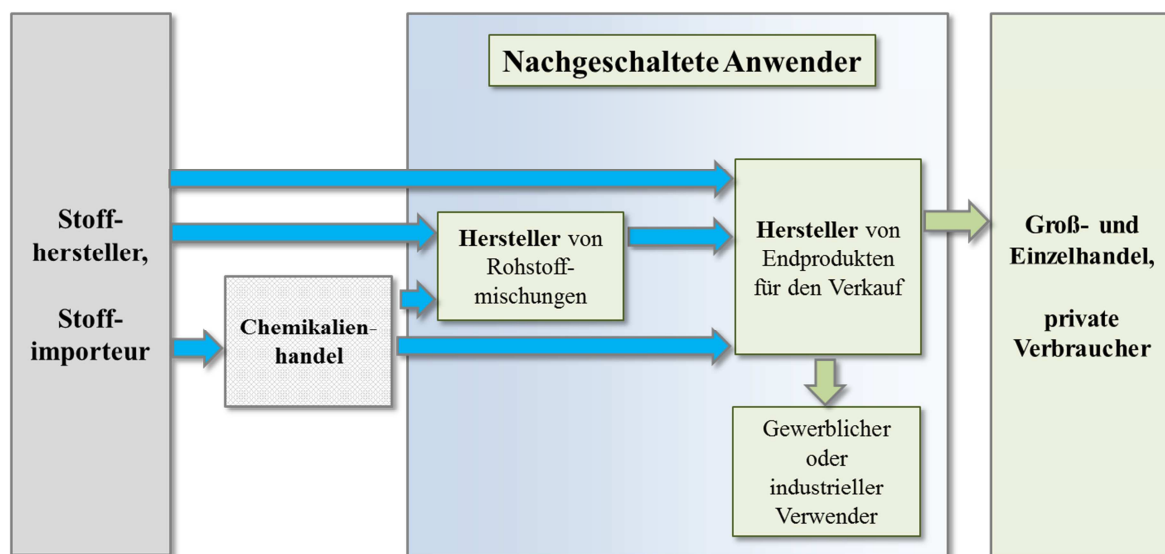 Nachgeschaltete Anwender
Stoff-
hersteller,
Stoff-
importeur
Chemikalien-
handel
Hersteller von
Rohstoff-
mischungen
Hersteller von
Endprodukten
für den Verkauf
Gewerblicher
oder
industrieller
Verwender
Groß- und
Einzelhandel,
private
Verbraucher